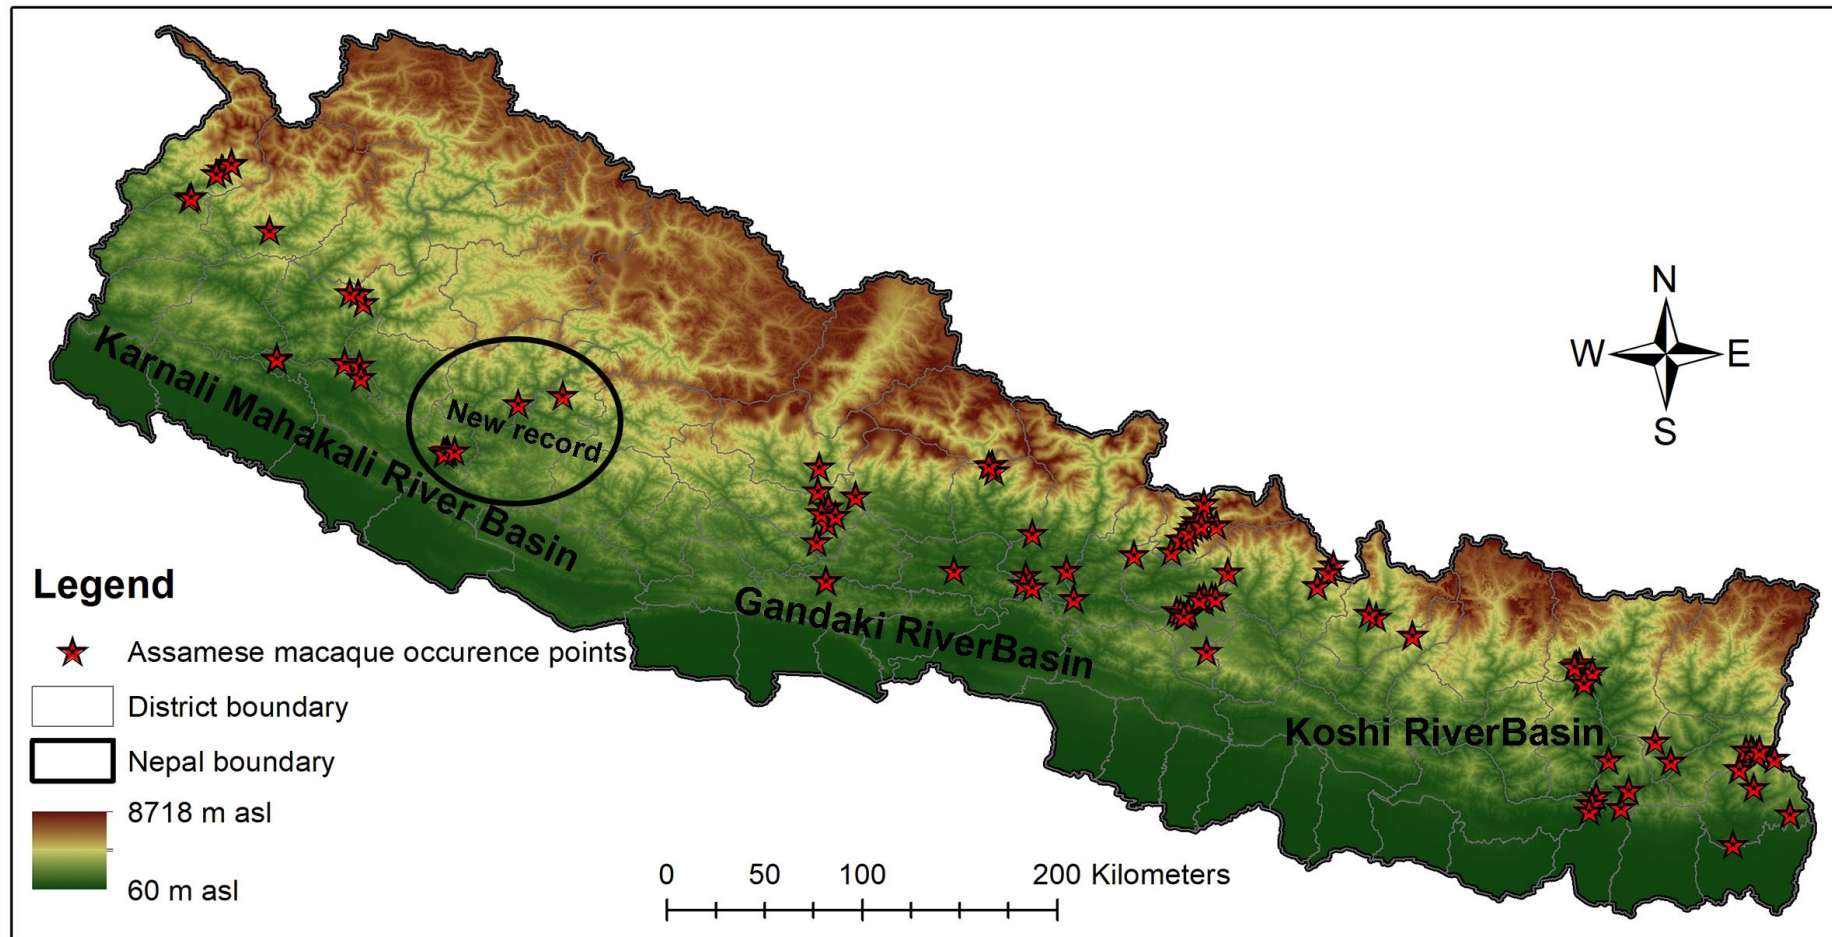 N
W
E
S
Karnali Mahakali River Basin
New record
Gandaki RiverBasin
Koshi RiverBasin
Legend
Assamese macaque occurence points
District boundary
Nepal boundary
8718 m asl
60 m asl
0 50 100 200 Kilometers